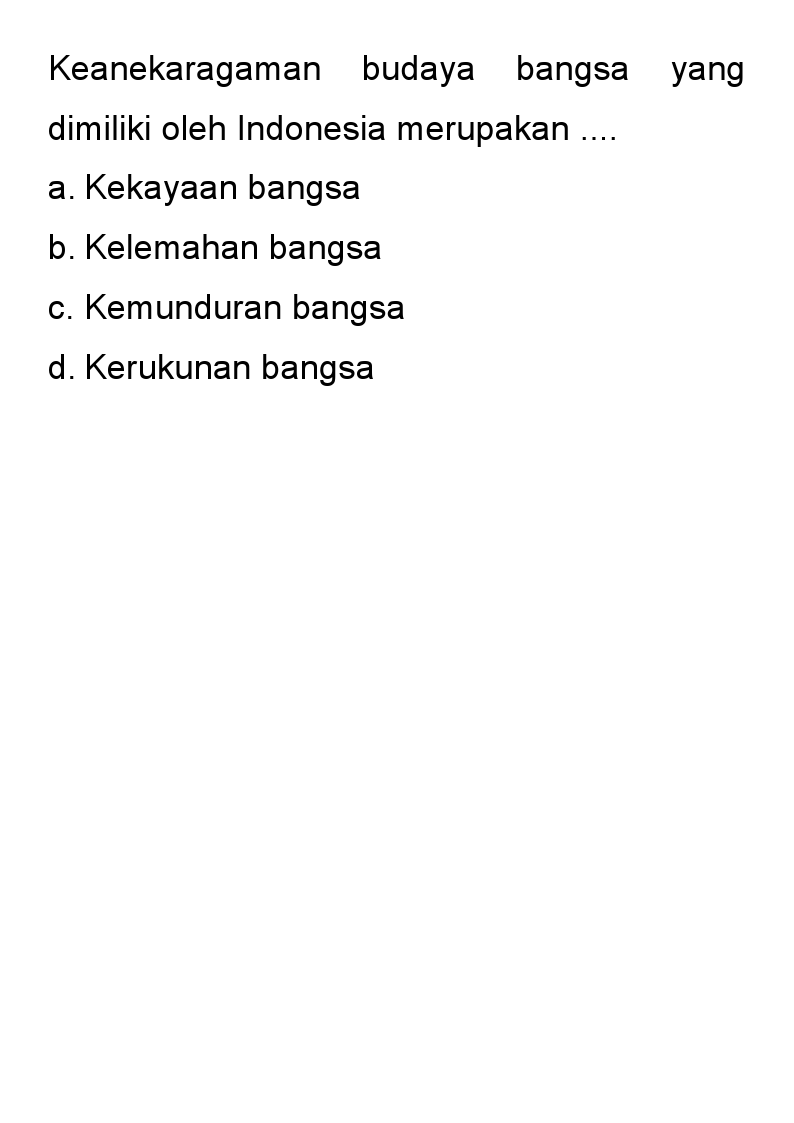 Keanekaragaman budaya bangsa yang
dimiliki oleh Indonesia merupakan ....
a. Kekayaan bangsa
b. Kelemahan bangsa
c. Kemunduran bangsa
d. Kerukunan bangsa